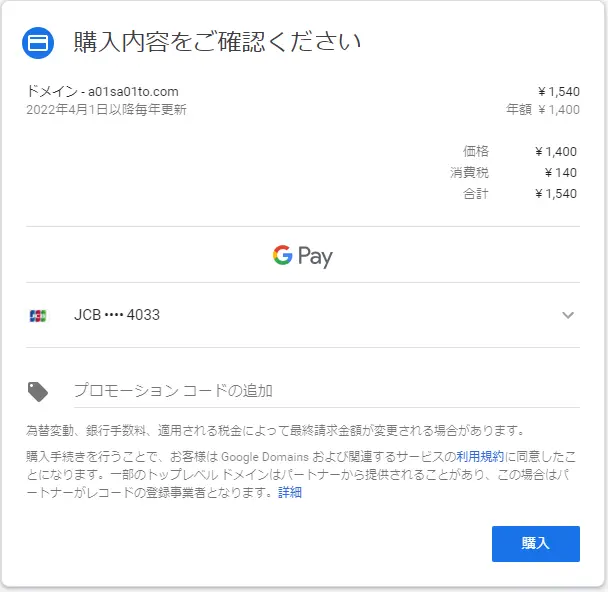 購入内容をご確認ください
ドメイン - a01sa01to.com ¥ 1,540
2022年4月1日以降毎年更新 年額 ¥ 1,400
価格 ¥ 1,400
消費税 ¥ 140
合計 ¥ 1,540
G Pay
JCB JCB •••• 4033
プロモーション コードの追加
為替変動、銀行手数料、適用される税金によって最終請求金額が変更される場合があります。
購入手続きを行うことで、お客様は Google Domains および関連するサービスの利用規約に同意したこ
とになります。一部のトップレベル ドメインはパートナーから提供されることがあり、この場合はパ
ートナーがレコードの登録事業者となります。詳細
購入